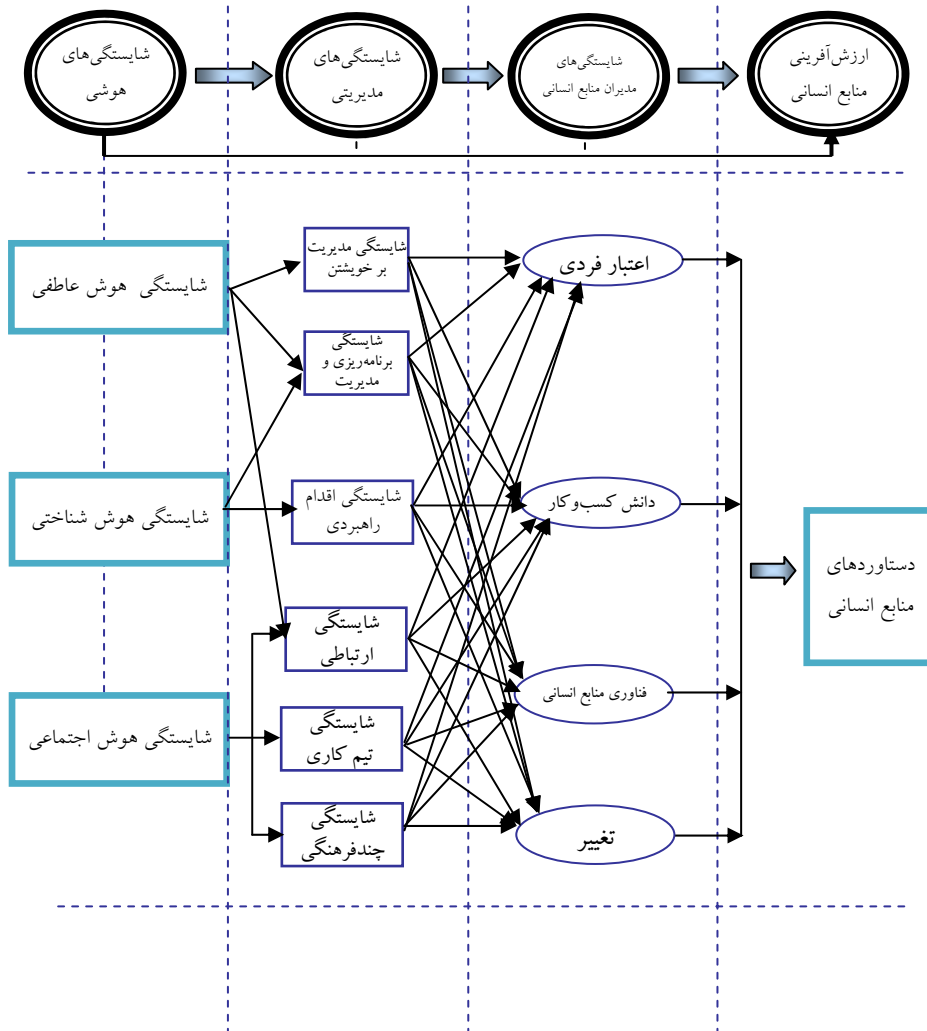 شایستگی‌های
هوشی
شایستگی‌های
مدیریتی
شایستگی‌های
مدیران منابع انسانی
ارزش‌آفرینی
منابع انسانی
شایستگی هوش عاطفی
شایستگی هوش شناختی
شایستگی هوش اجتماعی
شایستگی مدیریت
بر خویشتن
شایستگی
برنامه‌ریزی و
مدیریت
شایستگی اقدام
راهبردی
شایستگی
ارتباطی
شایستگی
تیم کاری
شایستگی
چندفرهنگی
اعتبار فردی
دانش کسب‌و‌کار
فناوری منابع انسانی
تغییر
دستاوردهای
منابع انسانی